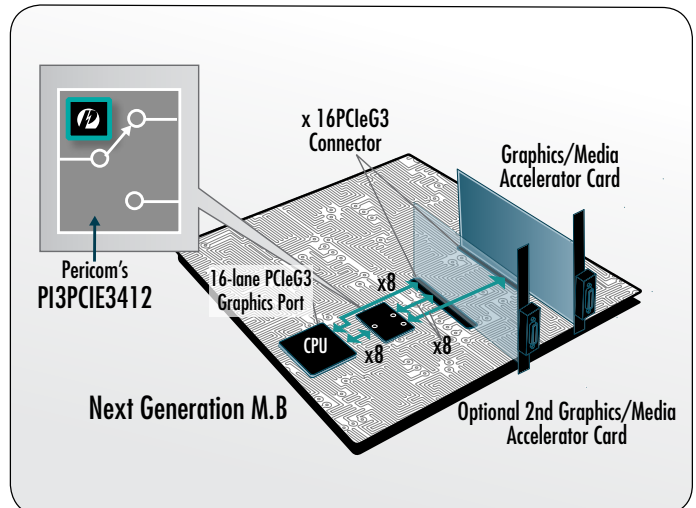 x 16PCIeG3
Connector
Graphics/Media
Accelerator Card
Pericom's
PI3PCIE3412
16-lane PCIeG3
Graphics Port
x8
CPU
x8
x8
Next Generation M.B
Optional 2nd Graphics/Media
Accelerator Card